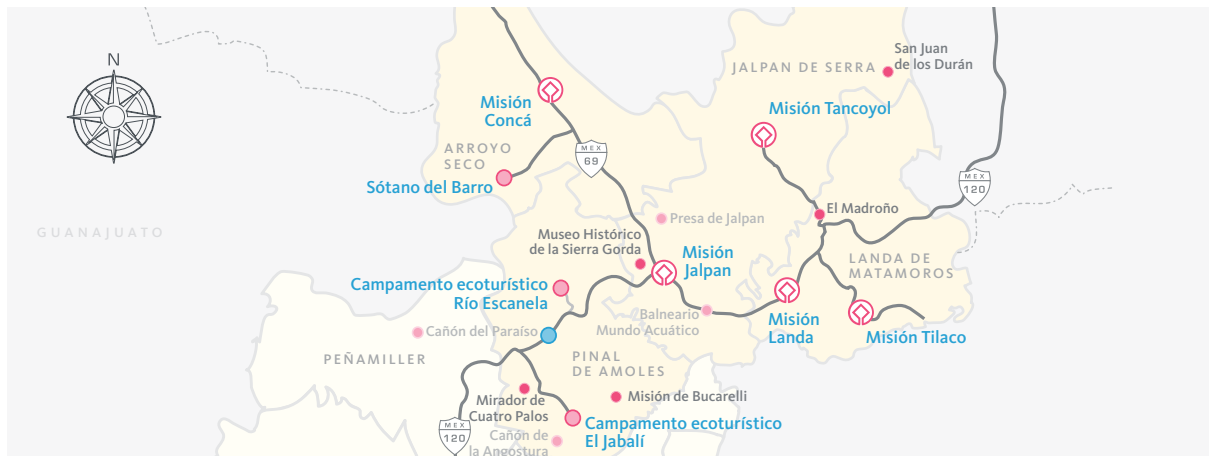 N
San Juan
de los Durán
JALPAN DE SERRA
Misión
Concá
Misión Tancoyol
ARROYO
SECO
MEX
69
Sótano del Barro
MEX
120
El Madroño
Presa de Jalpan
GUANAJUATO
Museo Histórico
de la Sierra Gorda
Misión
Jalpan
LANDA DE
MATAMOROS
Campamento ecoturístico
Río Escanela
Balneario
Mundo Acuático
Misión
Landa
Misión Tilaco
Cañón del Paraíso
PEÑAMILLER
PINAL
DE AMOLES
Mirador de
Cuatro Palos
Misión de Bucarelli
MEX
120
Campamento ecoturístico
El Jabalí
Cañón de
la Angostura